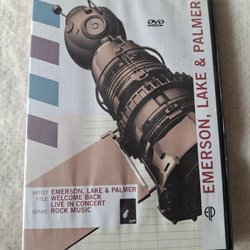 DVD
EMERSON, LAKE & PALMER
ARTIST: EMERSON, LAKE & PALMER
TITLE: WELCOME BACK
LIVE IN CONCERT
GENRE: ROCK MUSIC